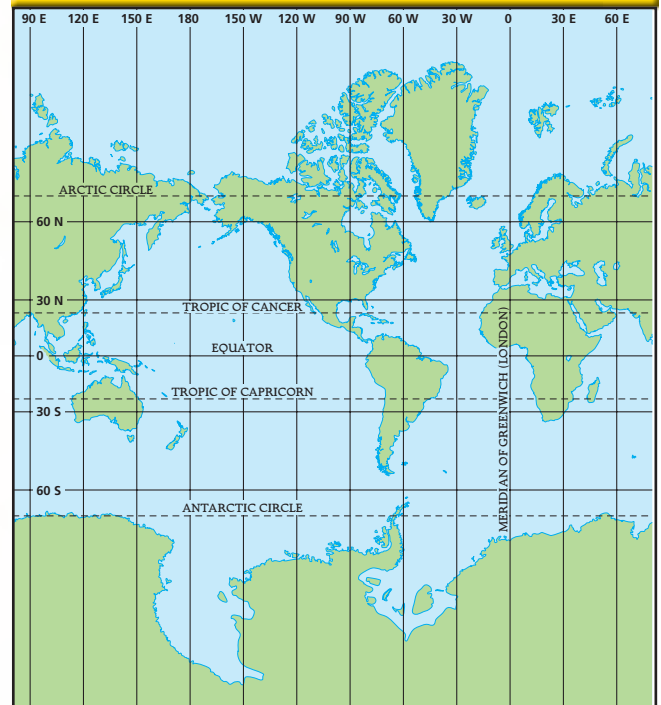 90 E 120 E 180 150 W 120 W 90 W 60 W 30 W 0 30 E 60 E
ARCTIC CIRCLE
60 N
30 N
TROPIC OF CANCER
EQUATOR
0
TROPIC OF CAPRICORN
30 S
60 S
ANTARCTIC CIRCLE
MERIDIAN OF GREENWICH (LONDON)